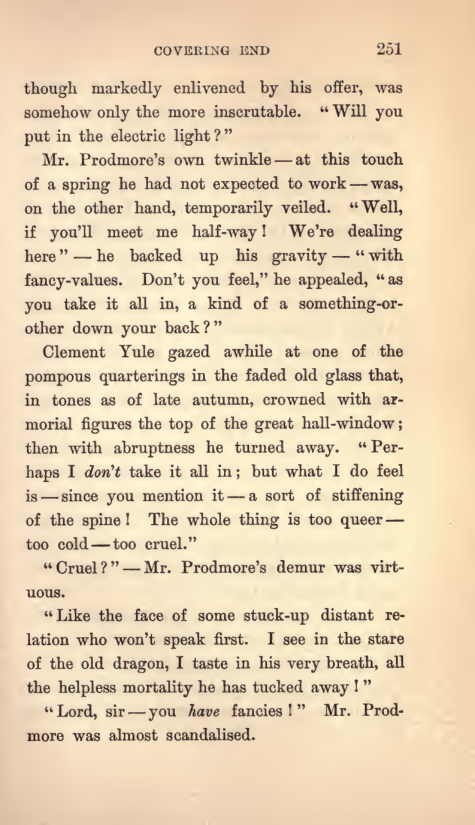 COVERING END 251
though markedly enlivened by his offer, was
somehow only the more inscrutable. "Will you
put in the electric light?"
Mr. Prodmore's own twinkle—at this touch
of a spring he had not expected to work—was,
on the other hand, temporarily veiled. "Well,
if you'll meet me half-way! We're dealing
here"—he backed up his gravity—"with
fancy-values. Don't you feel," he appealed, "as
you take it all in, a kind of a something-or-
other down your back?"
Clement Yule gazed awhile at one of the
pompous quarterings in the faded old glass that,
in tones as of late autumn, crowned with ar-
morial figures the top of the great hall-window;
then with abruptness he turned away. "Per-
haps I don't take it all in; but what I do feel
is—since you mention it—a sort of stiffening
of the spine! The whole thing is too queer—
too cold—too cruel."
"Cruel?"—Mr. Prodmore's demur was virt-
uous.
"Like the face of some stuck-up distant re-
lation who won't speak first. I see in the stare
of the old dragon, I taste in his very breath, all
the helpless mortality he has tucked away!"
"Lord, sir—you have fancies!" Mr. Prod-
more was almost scandalised.